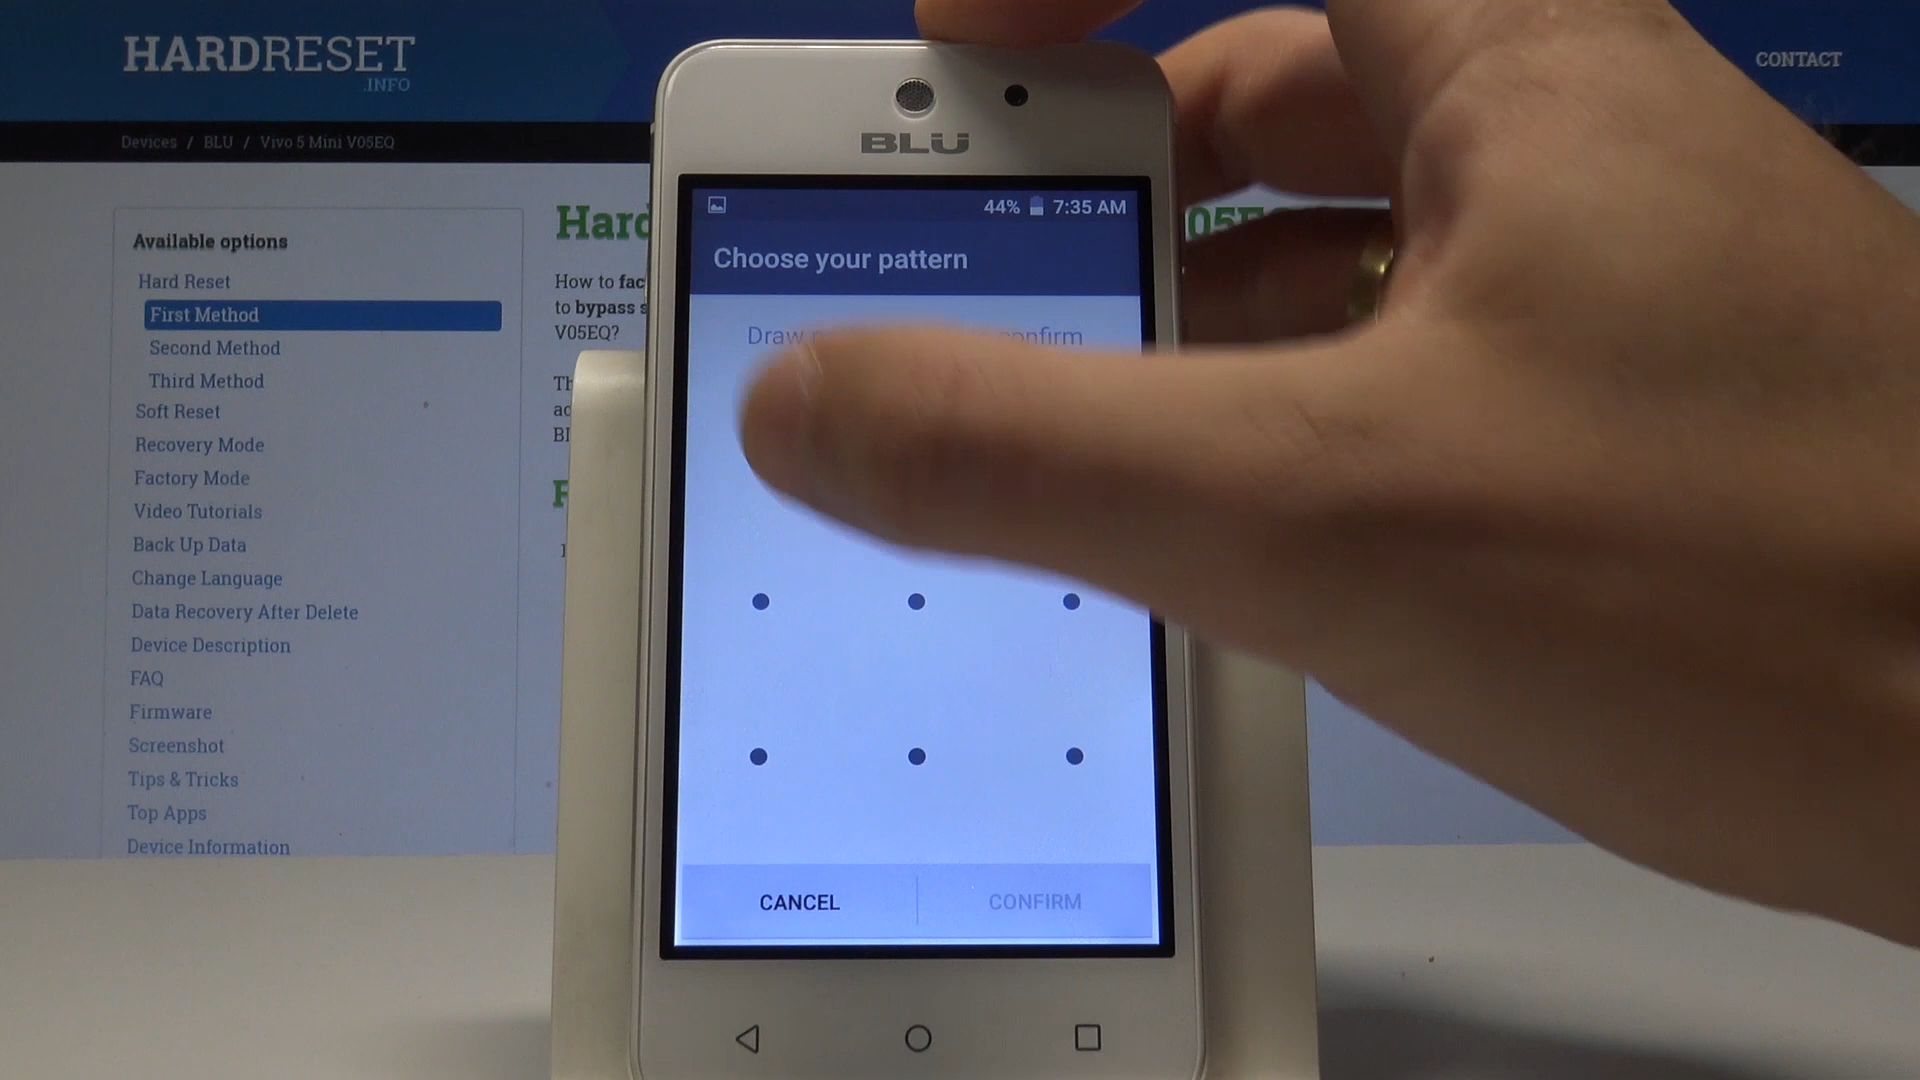 HARDRESET
.INFO
CONTACT
Devices / BLU / Vivo 5 Mini V05EQ
Available options
Hard Reset
First Method
Second Method
Third Method
Soft Reset
Recovery Mode
Factory Mode
Video Tutorials
Back Up Data
Change Language
Data Recovery After Delete
Device Description
FAQ
Firmware
Screenshot
Tips & Tricks
Top Apps
Device Information
How to
to bypass
V05EQ?
BLU
44% 7:35 AM
Choose your pattern
Draw
CANCEL
CONFIRM